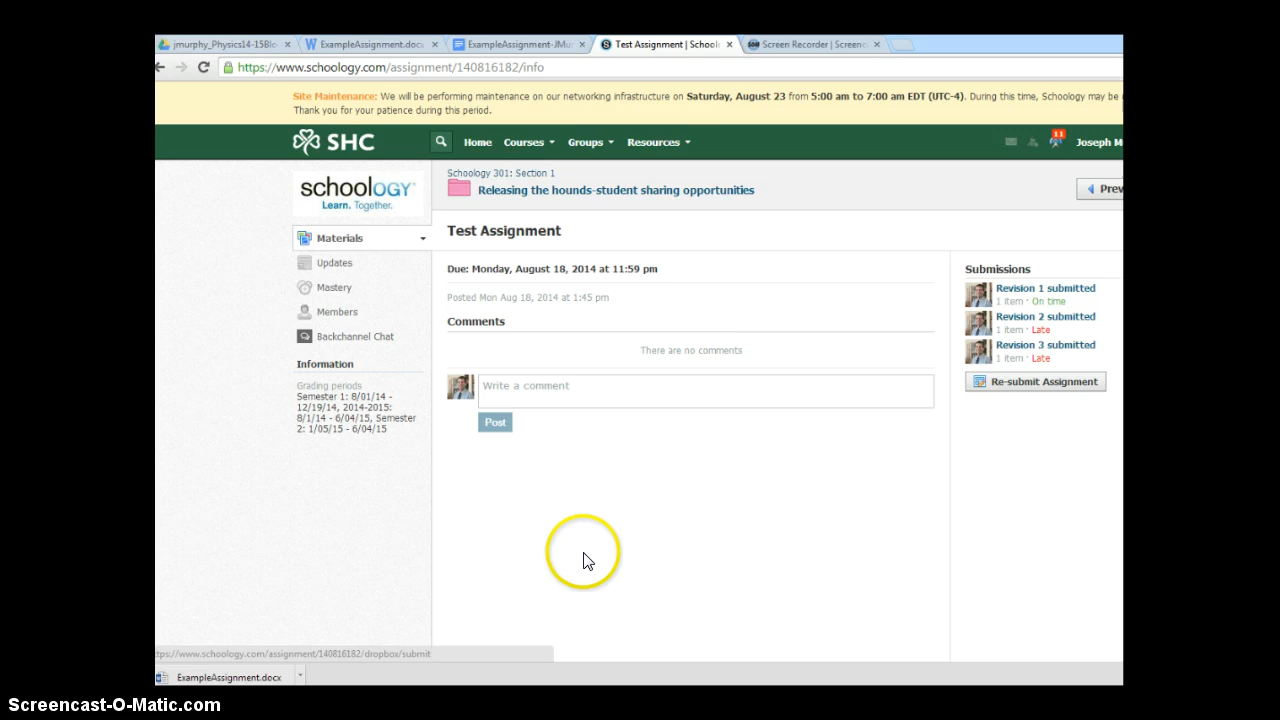 jmurphy_Physics14-15Blo
ExampleAssignment.docx
ExampleAssignment-JMur
Test Assignment | Schoolo
Screen Recorder | Screenc
https://www.schoology.com/assignment/140816182/info
Site Maintenance: We will be performing maintenance on our networking infrastructure on Saturday, August 23 from 5:00 am to 7:00 am EDT (UTC-4). During this time, Schoology may be
Thank you for your patience during this period.
SHC
Home
Courses
Groups
Resources
11
Joseph M
schoology
Learn. Together.
Schoology 301: Section 1
Releasing the hounds-student sharing opportunities
Prev
Materials
Updates
Mastery
Members
Backchannel Chat
Information
Grading periods
Semester 1: 8/01/14 -
12/19/14, 2014-2015:
8/1/14 - 6/04/15, Semester
2: 1/05/15 - 6/04/15
Test Assignment
Due: Monday, August 18, 2014 at 11:59 pm
Posted Mon Aug 18, 2014 at 1:45 pm
Comments
There are no comments
Write a comment
Post
Submissions
Revision 1 submitted
1 item · On time
Revision 2 submitted
1 item · Late
Revision 3 submitted
1 item · Late
Re-submit Assignment
ttps://www.schoology.com/assignment/140816182/dropbox/submit
ExampleAssignment.docx
Screencast-O-Matic.com